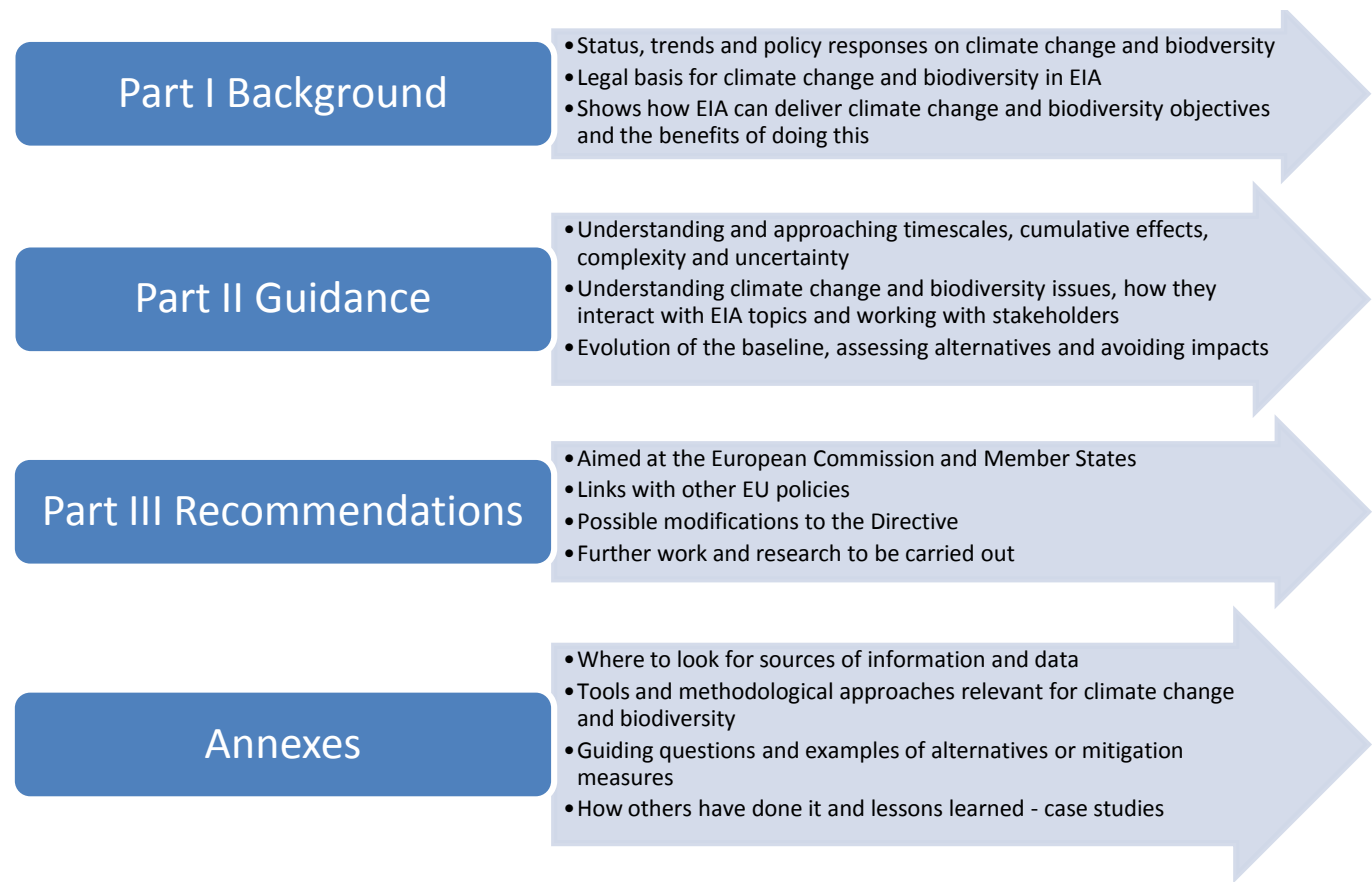 Part I Background
•Status, trends and policy responses on climate change and biodversity
•Legal basis for climate change and biodiversity in EIA
•Shows how EIA can deliver climate change and biodiversity objectives
and the benefits of doing this
Part II Guidance
•Understanding and approaching timescales, cumulative effects,
complexity and uncertainty
•Understanding climate change and biodiversity issues, how they
interact with EIA topics and working with stakeholders
•Evolution of the baseline, assessing alternatives and avoiding impacts
Part III Recommendations
•Aimed at the European Commission and Member States
•Links with other EU policies
•Possible modifications to the Directive
•Further work and research to be carried out
Annexes
•Where to look for sources of information and data
•Tools and methodological approaches relevant for climate change
and biodiversity
•Guiding questions and examples of alternatives or mitigation
measures
•How others have done it and lessons learned - case studies